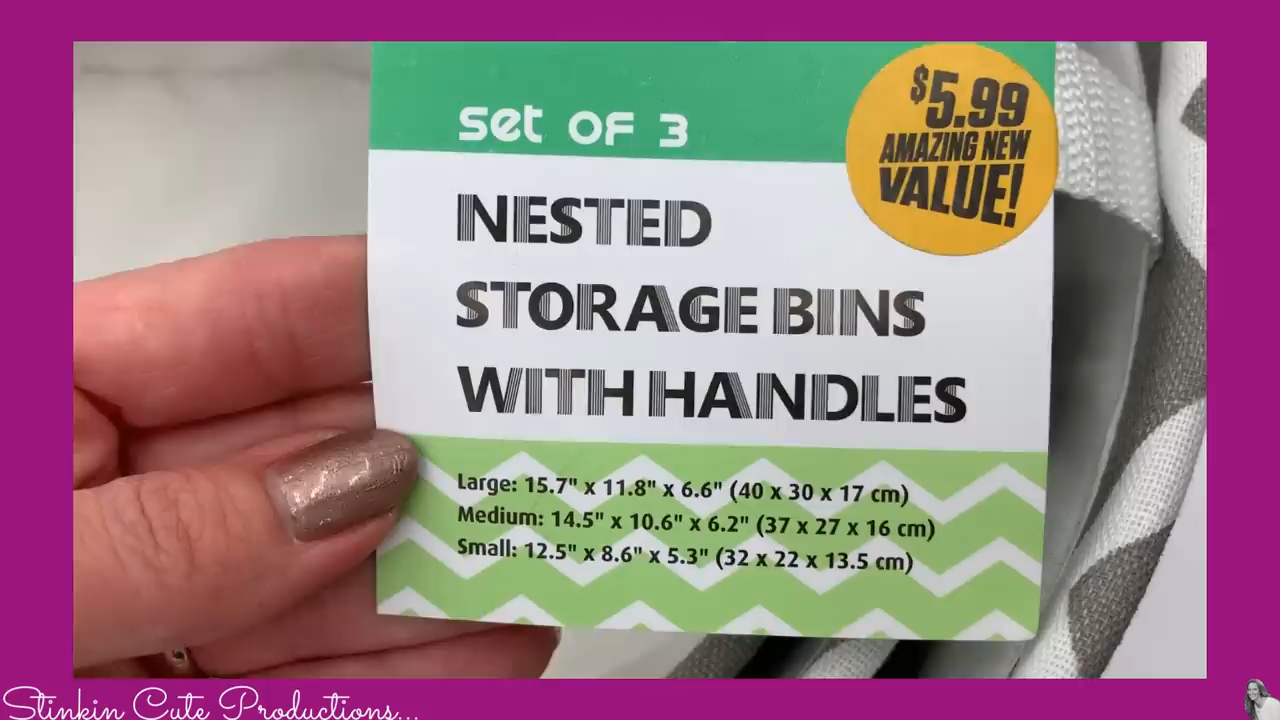 set of 3
$5.99
AMAZING NEW
VALUE!
NESTED
STORAGE BINS
WITH HANDLES
Large: 15.7" x 11.8" x 6.6" (40 x 30 x 17 cm)
Medium: 14.5" x 10.6" x 6.2" (37 x 27 x 16 cm)
Small: 12.5" x 8.6" x 5.3" (32 x 22 x 13.5 cm)
Stinkin Cute Productions...